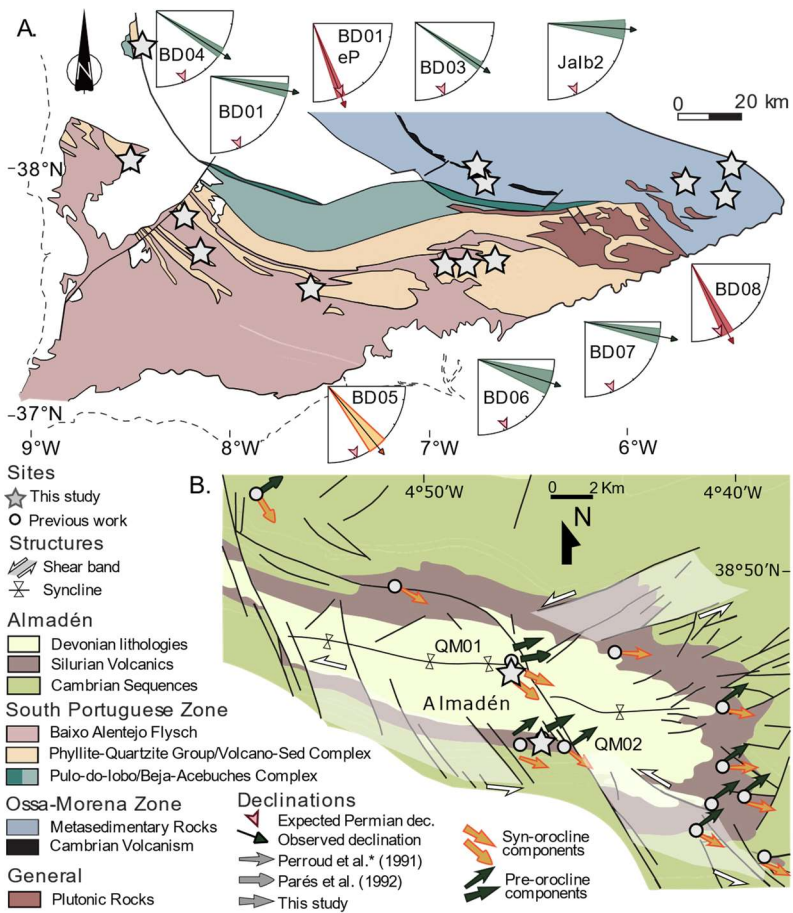 A.
N
BD04
BD01
BD01
eP
BD03
Jalb2
0 20 km
38°N
BD08
BD07
BD06
BD05
37°N
9°W 8°W 7°W 6°W
Sites
This study
Previous work
Structures
Shear band
Syncline
Almadén
Devonian lithologies
Silurian Volcanics
Cambrian Sequences
South Portuguese Zone
Baixo Alentejo Flysch
Phyllite-Quartzite Group/Volcano-Sed Complex
Pulo-do-lobo/Beja-Acebuches Complex
Ossa-Morena Zone
Metasedimentary Rocks
Cambrian Volcanism
General
Plutonic Rocks
B.
4°50'W
0 2 Km
4°40'W
N
38°50'N
QM01
Almadén
QM02
Declinations
Expected Permian dec.
Observed declination
Perroud et al.* (1991)
Parés et al. (1992)
This study
Syn-orocline
components
Pre-orocline
components